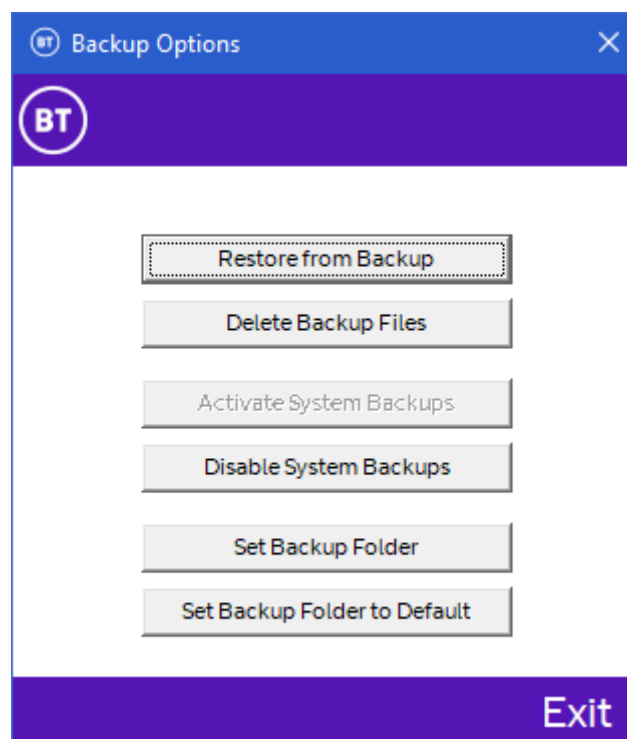 BT Backup Options
BT
Restore from Backup
Delete Backup Files
Activate System Backups
Disable System Backups
Set Backup Folder
Set Backup Folder to Default
Exit